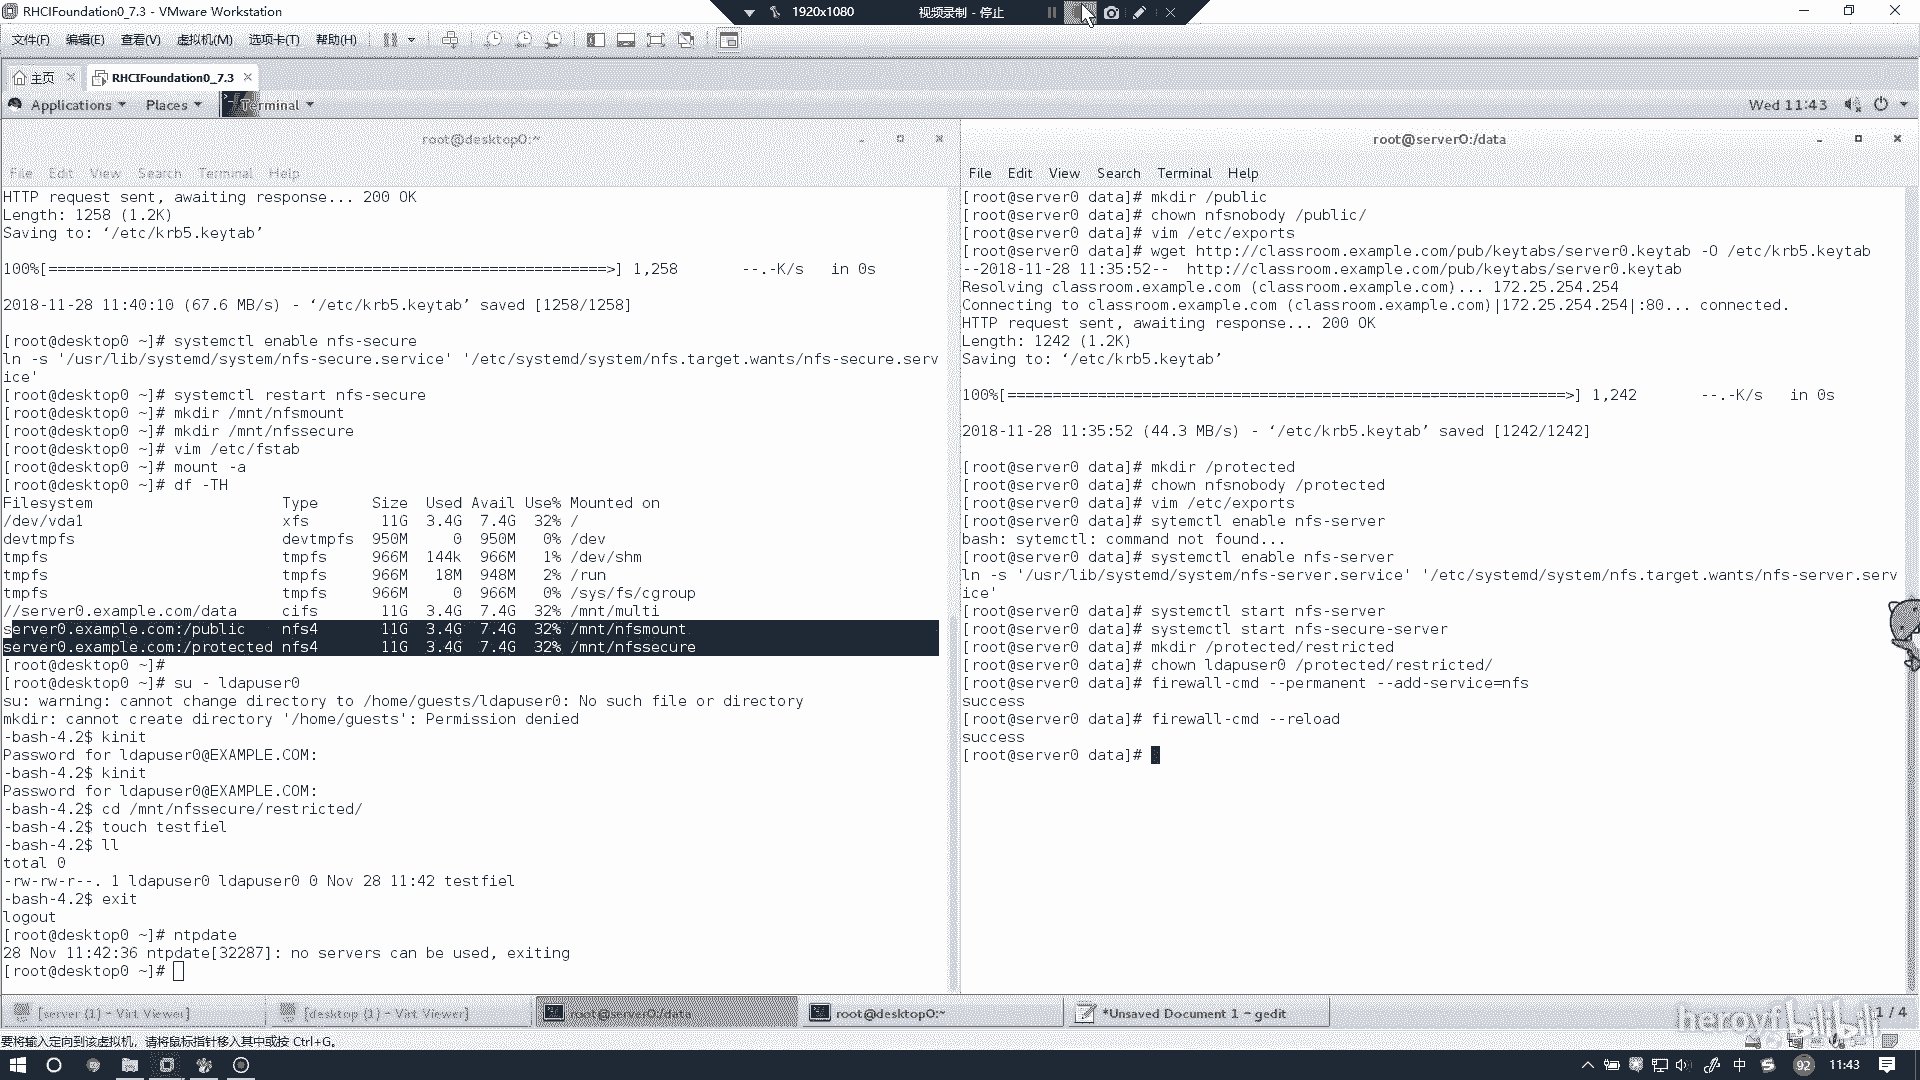 RHCIFoundation0_7.3 - VMware Workstation
1920x1080
视频录制 - 停止
文件(F) 编辑(E) 查看(V) 虚拟机(M) 选项卡(T) 帮助(H)
主页
RHCIFoundation0_7.3
Applications Places Terminal
Wed 11:43
root@desktop0:~
File Edit View Search Terminal Help
HTTP request sent, awaiting response... 200 OK
Length: 1258 (1.2K)
Saving to: ‘/etc/krb5.keytab’
100%[==============================================================>] 1,258       --.-K/s   in 0s
2018-11-28 11:40:10 (67.6 MB/s) - ‘/etc/krb5.keytab’ saved [1258/1258]
[root@desktop0 ~]# systemctl enable nfs-secure
ln -s '/usr/lib/systemd/system/nfs-secure.service' '/etc/systemd/system/nfs.target.wants/nfs-secure.serv
ice'
[root@desktop0 ~]# systemctl restart nfs-secure
[root@desktop0 ~]# mkdir /mnt/nfsmount
[root@desktop0 ~]# mkdir /mnt/nfssecure
[root@desktop0 ~]# vim /etc/fstab
[root@desktop0 ~]# mount -a
[root@desktop0 ~]# df -TH
Filesystem                     Type      Size  Used Avail Use% Mounted on
/dev/vda1                      xfs        11G  3.4G  7.4G  32% /
devtmpfs                       devtmpfs  950M     0  950M   0% /dev
tmpfs                          tmpfs     966M  144k  966M   1% /dev/shm
tmpfs                          tmpfs     966M   18M  948M   2% /run
tmpfs                          tmpfs     966M     0  966M   0% /sys/fs/cgroup
//server0.example.com/data     cifs       11G  3.4G  7.4G  32% /mnt/multi
server0.example.com:/public    nfs4       11G  3.4G  7.4G  32% /mnt/nfsmount
server0.example.com:/protected nfs4       11G  3.4G  7.4G  32% /mnt/nfssecure
[root@desktop0 ~]#
[root@desktop0 ~]# su - ldapuser0
su: warning: cannot change directory to /home/guests/ldapuser0: No such file or directory
mkdir: cannot create directory '/home/guests': Permission denied
-bash-4.2$ kinit
Password for ldapuser0@EXAMPLE.COM:
-bash-4.2$ kinit
Password for ldapuser0@EXAMPLE.COM:
-bash-4.2$ cd /mnt/nfssecure/restricted/
-bash-4.2$ touch testfiel
-bash-4.2$ ll
total 0
-rw-rw-r--. 1 ldapuser0 ldapuser0 0 Nov 28 11:42 testfiel
-bash-4.2$ exit
logout
[root@desktop0 ~]# ntpdate
28 Nov 11:42:36 ntpdate[32287]: no servers can be used, exiting
[root@desktop0 ~]#
root@server0:/data
File Edit View Search Terminal Help
[root@server0 data]# mkdir /public
[root@server0 data]# chown nfsnobody /public/
[root@server0 data]# vim /etc/exports
[root@server0 data]# wget http://classroom.example.com/pub/keytabs/server0.keytab -O /etc/krb5.keytab
--2018-11-28 11:35:52--  http://classroom.example.com/pub/keytabs/server0.keytab
Resolving classroom.example.com (classroom.example.com)... 172.25.254.254
Connecting to classroom.example.com (classroom.example.com)|172.25.254.254|:80... connected.
HTTP request sent, awaiting response... 200 OK
Length: 1242 (1.2K)
Saving to: ‘/etc/krb5.keytab’
100%[==============================================================>] 1,242       --.-K/s   in 0s
2018-11-28 11:35:52 (44.3 MB/s) - ‘/etc/krb5.keytab’ saved [1242/1242]
[root@server0 data]# mkdir /protected
[root@server0 data]# chown nfsnobody /protected
[root@server0 data]# vim /etc/exports
[root@server0 data]# sytemctl enable nfs-server
bash: sytemctl: command not found...
[root@server0 data]# systemctl enable nfs-server
ln -s '/usr/lib/systemd/system/nfs-server.service' '/etc/systemd/system/nfs.target.wants/nfs-server.serv
ice'
[root@server0 data]# systemctl start nfs-server
[root@server0 data]# systemctl start nfs-secure-server
[root@server0 data]# mkdir /protected/restricted
[root@server0 data]# chown ldapuser0 /protected/restricted/
[root@server0 data]# firewall-cmd --permanent --add-service=nfs
success
[root@server0 data]# firewall-cmd --reload
success
[root@server0 data]#
[server (1) - Virt Viewer]
[desktop (1) - Virt Viewer]
root@server0:/data
root@desktop0:~
*Unsaved Document 1 - gedit
1 / 4
heroyf bilibili
要将输入定向到该虚拟机，请将鼠标指针移入其中或按 Ctrl+G。
中
92
11:43